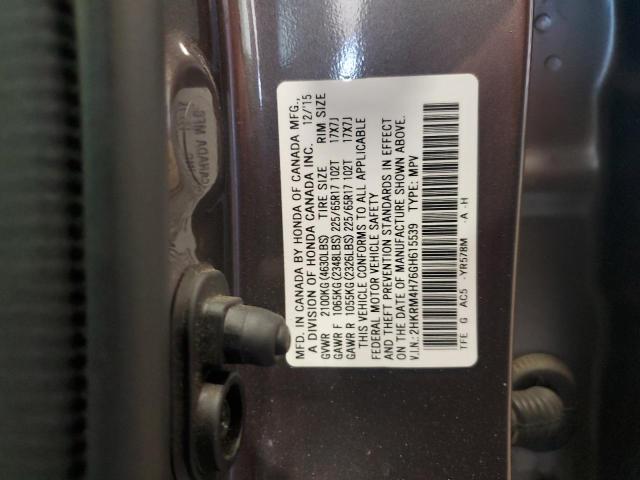 MFD. IN CANADA BY HONDA OF CANADA MFG.,
A DIVISION OF HONDA CANADA INC. 12/15
GVWR 2100KG(4630LBS) TIRE SIZE RIM SIZE
GAWR F 1065KG(2348LBS) 225/65R17 102T 17X7J
GAWR R 1055KG(2326LBS) 225/65R17 102T 17X7J
THIS VEHICLE CONFORMS TO ALL APPLICABLE
FEDERAL MOTOR VEHICLE SAFETY
AND THEFT PREVENTION STANDARDS IN EFFECT
ON THE DATE OF MANUFACTURE SHOWN ABOVE.
V.I.N.: 2HKRM4H76GH615539 TYPE: MPV
TFE G AC5 -YR578M -A -H